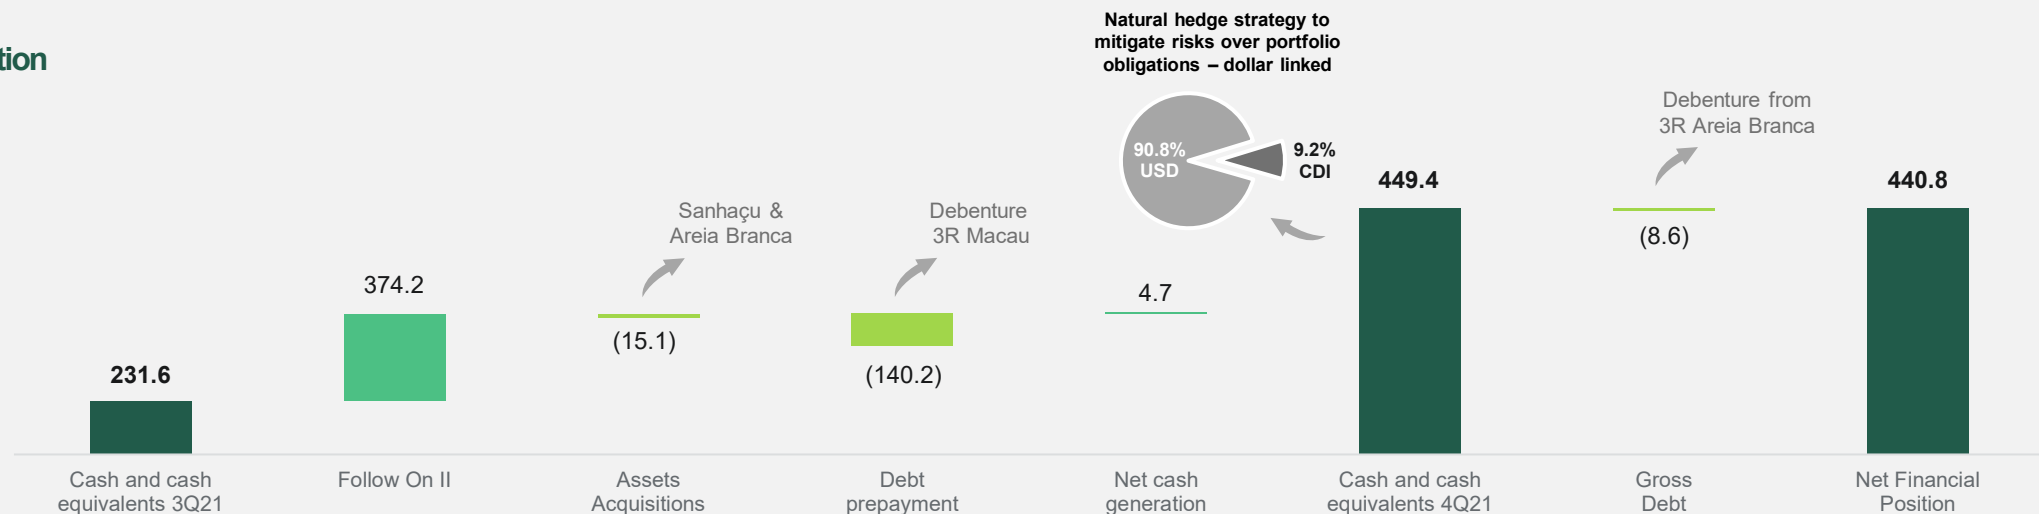 tion
Natural hedge strategy to
mitigate risks over portfolio
obligations – dollar linked
90.8%
USD
9.2%
CDI
Debenture from
3R Areia Branca
Sanhaçu &
Areia Branca
Debenture
3R Macau
231.6
374.2
(15.1)
(140.2)
4.7
449.4
(8.6)
440.8
Cash and cash
equivalents 3Q21
Follow On II
Assets
Acquisitions
Debt
prepayment
Net cash
generation
Cash and cash
equivalents 4Q21
Gross
Debt
Net Financial
Position